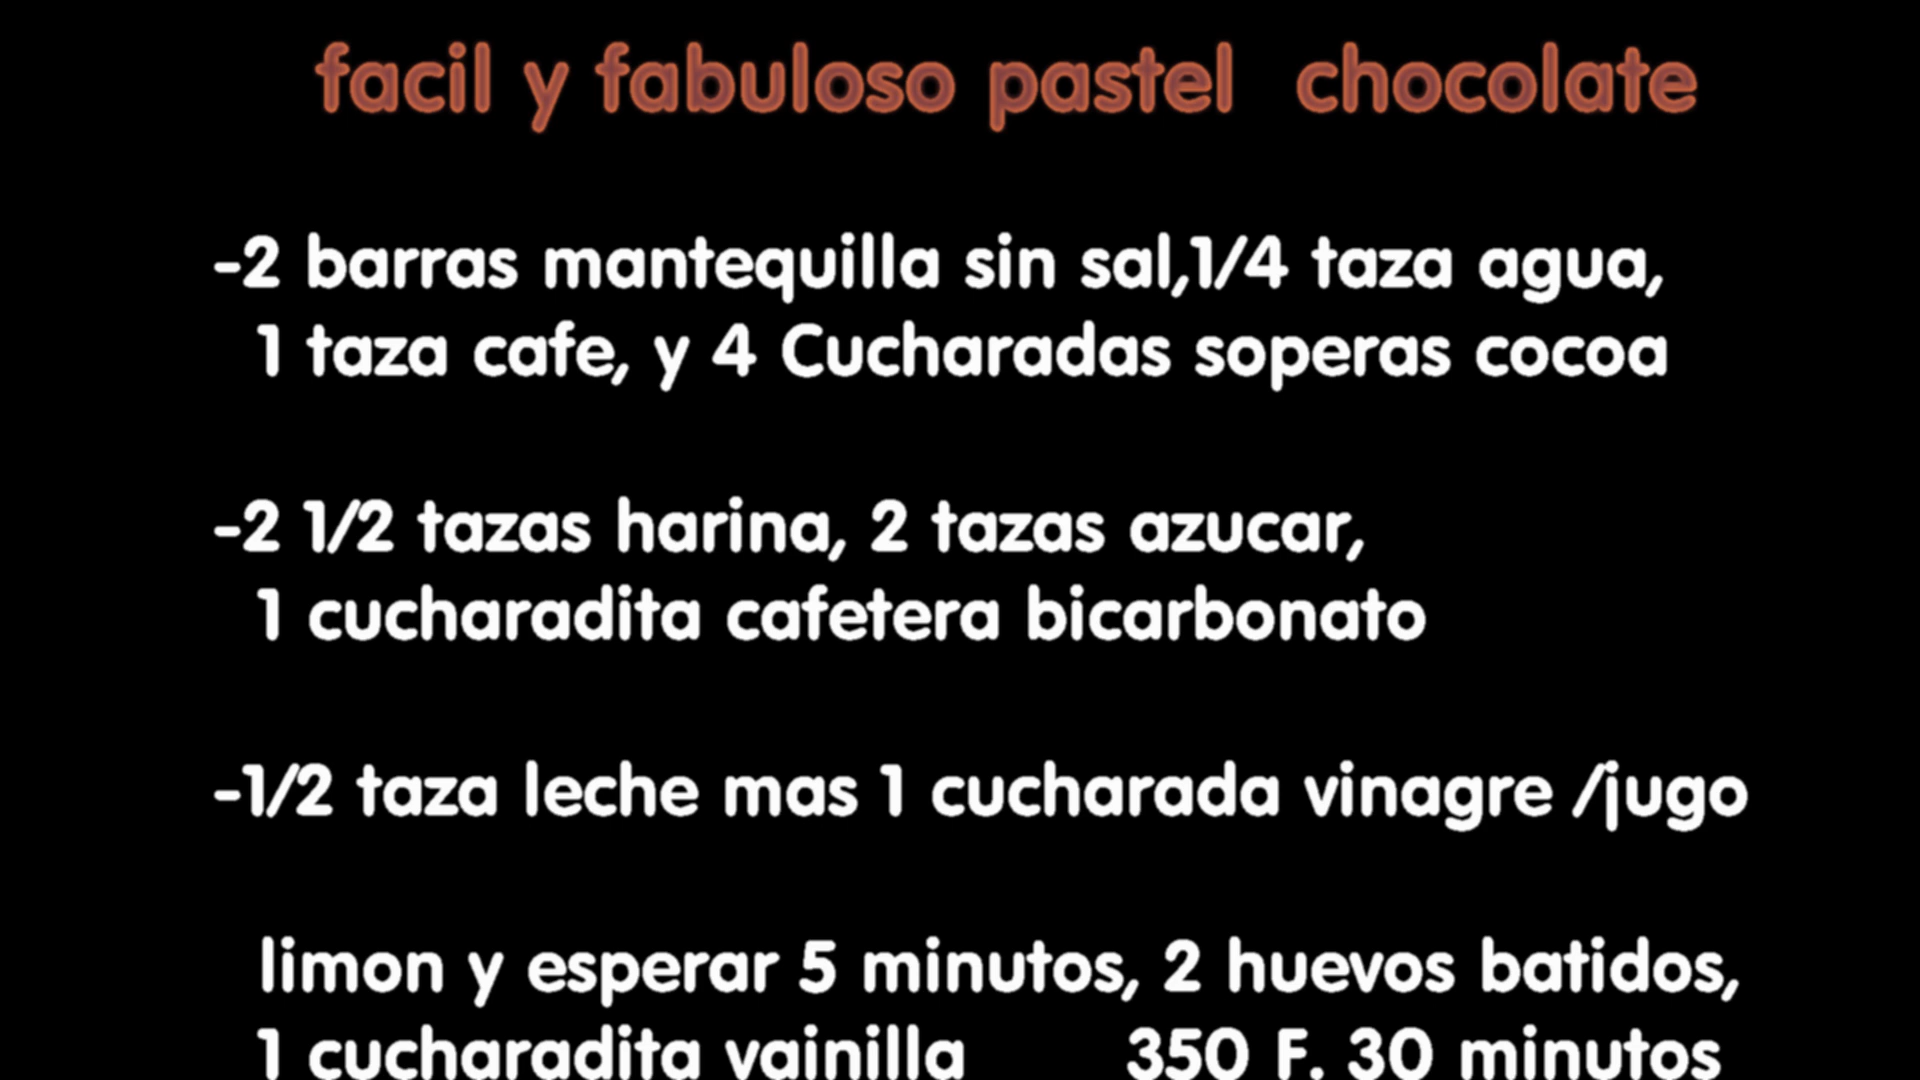 facil y fabuloso pastel chocolate
-2 barras mantequilla sin sal,1/4 taza agua,
1 taza cafe, y 4 Cucharadas soperas cocoa
-2 1/2 tazas harina, 2 tazas azucar,
1 cucharadita cafetera bicarbonato
-1/2 taza leche mas 1 cucharada vinagre /jugo
limon y esperar 5 minutos, 2 huevos batidos,
1 cucharadita vainilla 350 F. 30 minutos